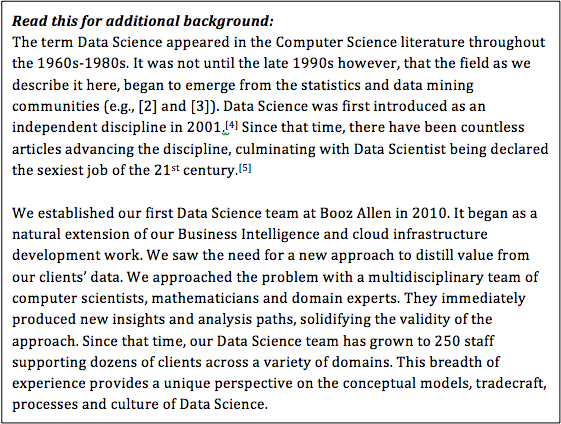 Read this for additional background:
The term Data Science appeared in the Computer Science literature throughout
the 1960s-1980s. It was not until the late 1990s however, that the field as we
describe it here, began to emerge from the statistics and data mining
communities (e.g., [2] and [3]). Data Science was first introduced as an
independent discipline in 2001.[4] Since that time, there have been countless
articles advancing the discipline, culminating with Data Scientist being declared
the sexiest job of the 21st century.[5]

We established our first Data Science team at Booz Allen in 2010. It began as a
natural extension of our Business Intelligence and cloud infrastructure
development work. We saw the need for a new approach to distill value from
our clients’ data. We approached the problem with a multidisciplinary team of
computer scientists, mathematicians and domain experts. They immediately
produced new insights and analysis paths, solidifying the validity of the
approach. Since that time, our Data Science team has grown to 250 staff
supporting dozens of clients across a variety of domains. This breadth of
experience provides a unique perspective on the conceptual models, tradecraft,
processes and culture of Data Science.